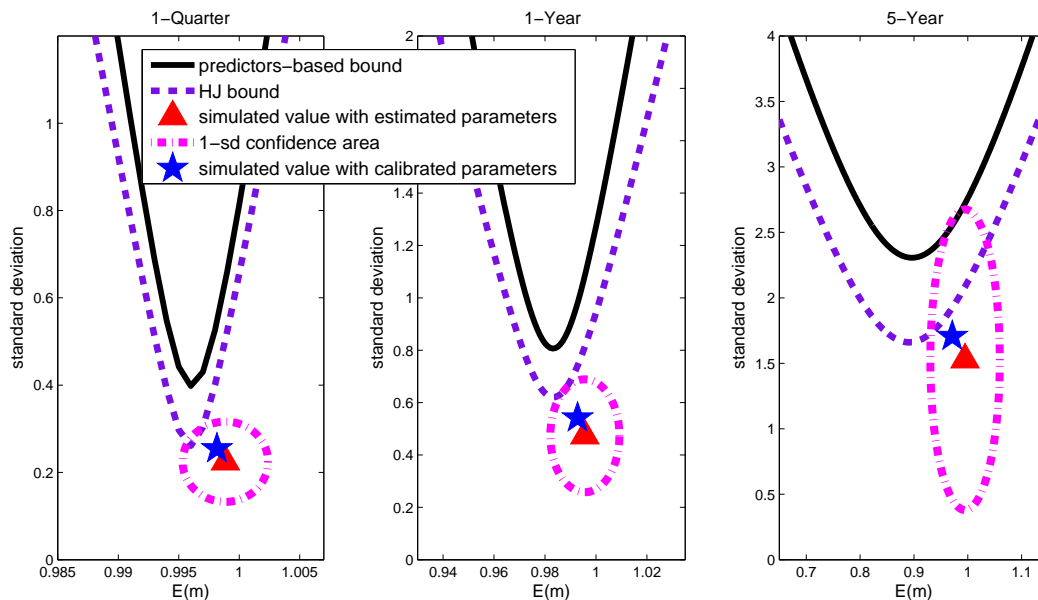 1−Quarter
1−Year
5−Year
predictors−based bound
HJ bound
simulated value with estimated parameters
1−sd confidence area
simulated value with calibrated parameters
standard deviation
0
0.2
0.4
0.6
0.8
1
0.985
0.99
0.995
1
1.005
E(m)
standard deviation
0
0.2
0.4
0.6
0.8
1
1.2
1.4
2
0.94
0.96
0.98
1
1.02
E(m)
standard deviation
0
0.5
1
1.5
2
2.5
3
3.5
4
0.7
0.8
0.9
1
1.1
E(m)